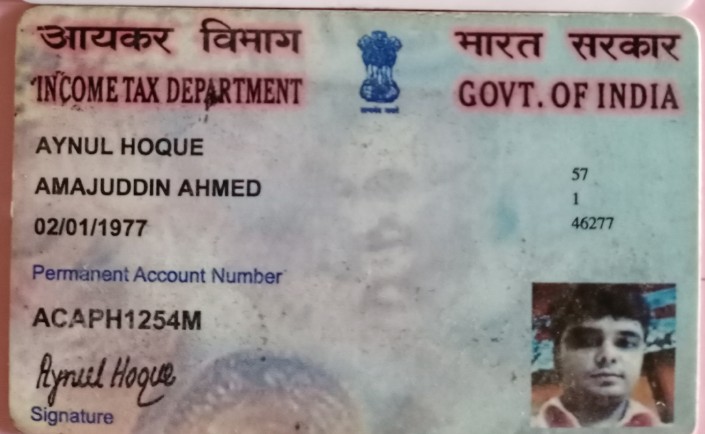 आयकर विभाग
भारत सरकार
INCOME TAX DEPARTMENT
GOVT. OF INDIA
AYNUL HOQUE
AMAJUDDIN AHMED
02/01/1977
57
1
46277
Permanent Account Number
ACAPH1254M
Aynul Hoque
Signature